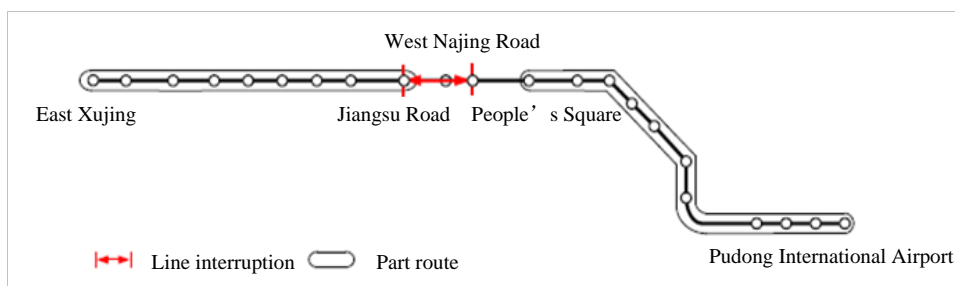 West Najing Road
East Xujing
Jiangsu Road
People’s Square
Pudong International Airport
Line interruption
Part route